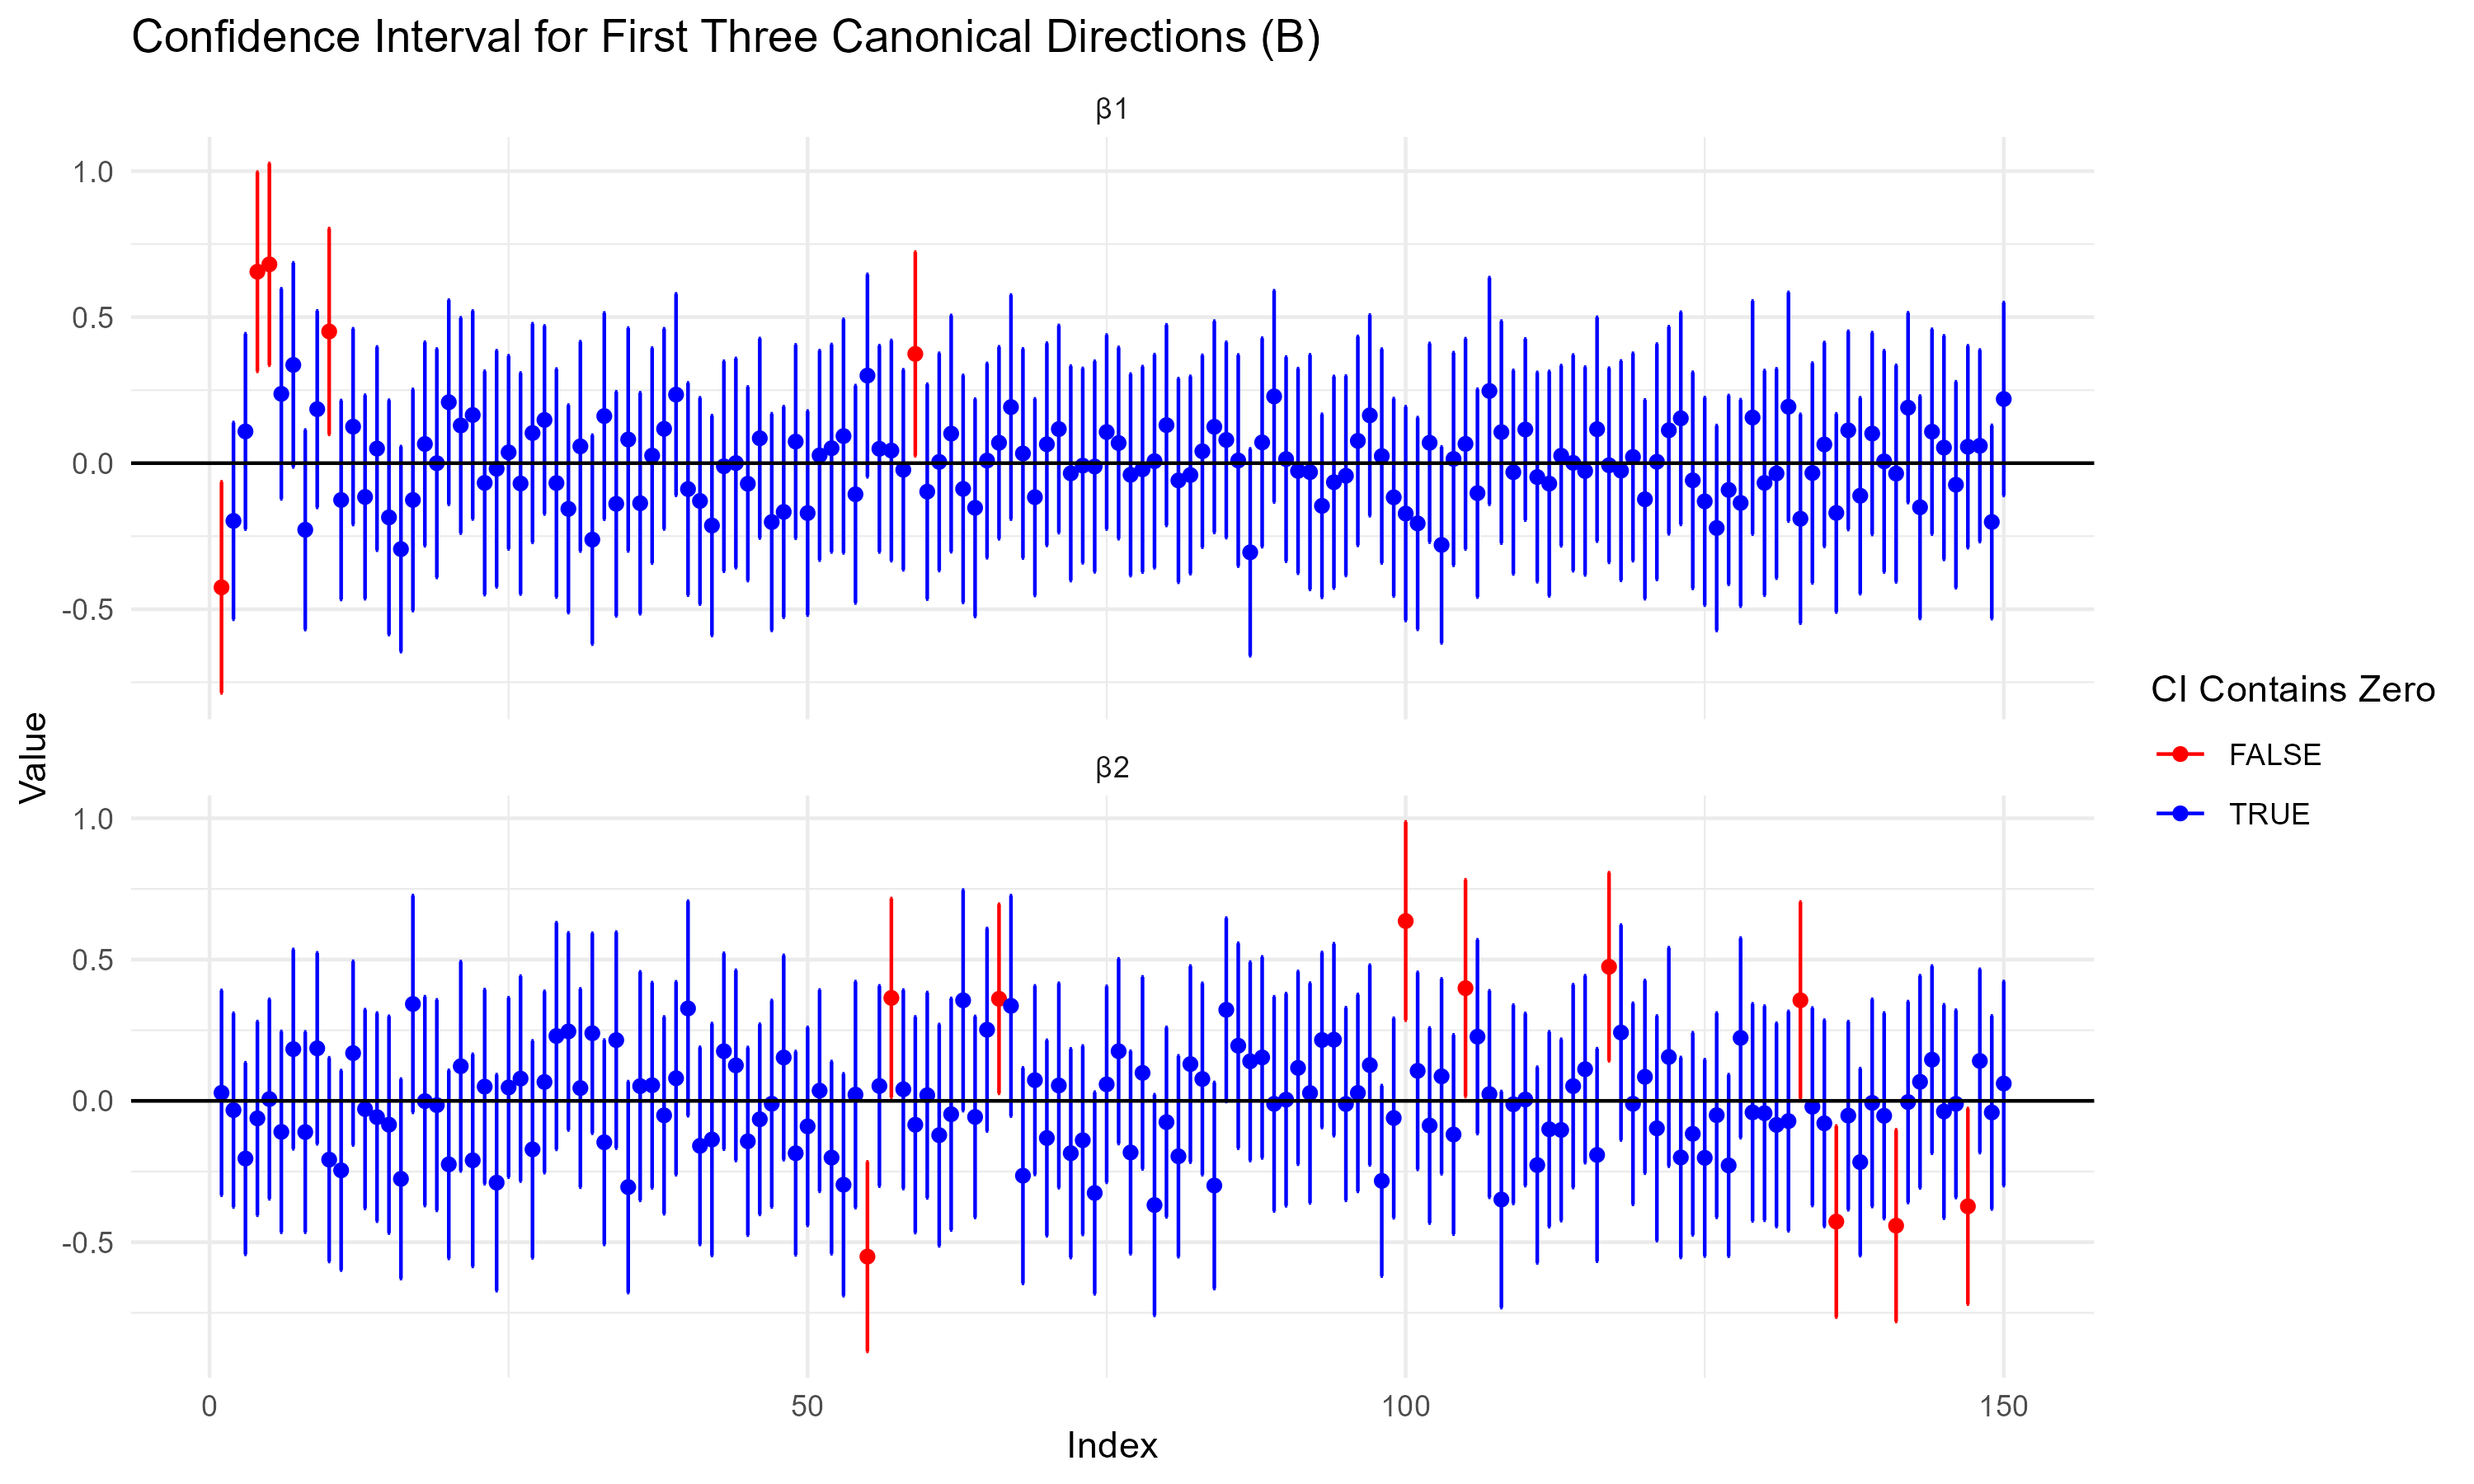 Confidence Interval for First Three Canonical Directions (B)
β1
1.0
0.5
0.0
-0.5
Value
β2
1.0
0.5
0.0
-0.5
0 50 100 150
Index
CI Contains Zero
FALSE
TRUE